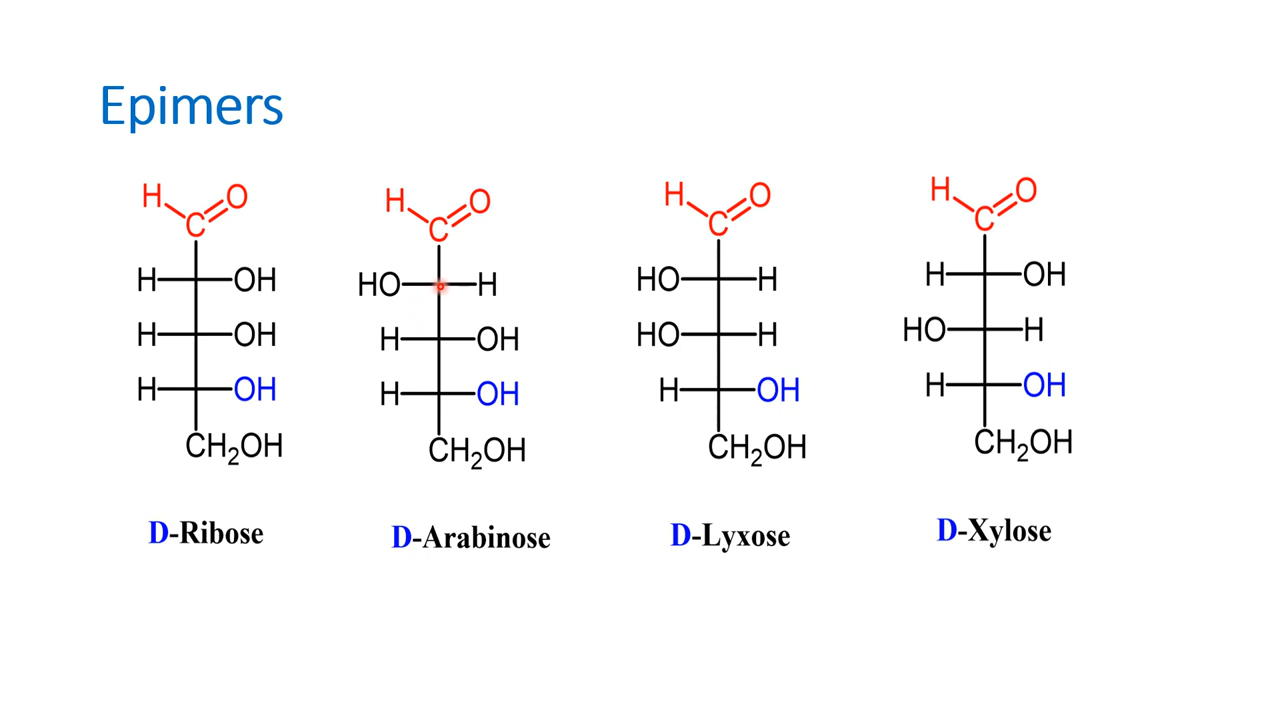 Epimers
H O
C
H OH
H OH
H OH
CH₂OH
D-Ribose
H O
C
HO H
H OH
H OH
CH₂OH
D-Arabinose
H O
C
HO H
HO H
H OH
CH₂OH
D-Lyxose
H O
C
H OH
HO H
H OH
CH₂OH
D-Xylose